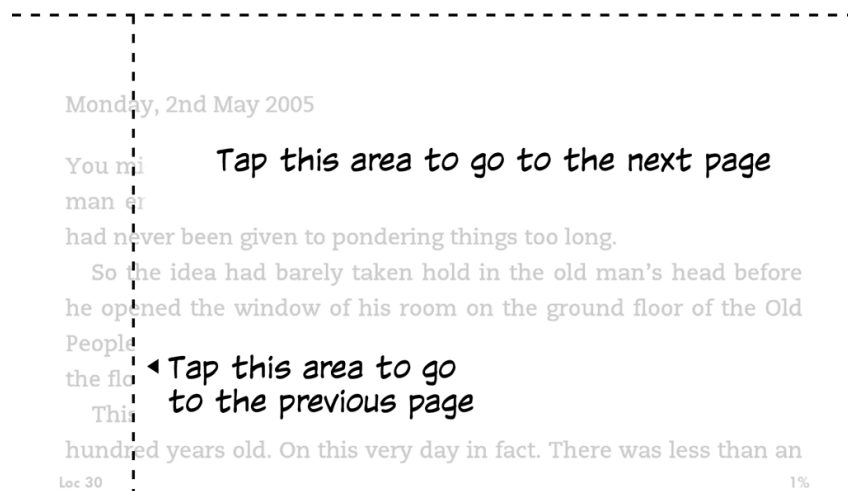 Monday, 2nd May 2005
You mi
Tap this area to go to the next page
man er
had never been given to pondering things too long.
So the idea had barely taken hold in the old man's head before
he opened the window of his room on the ground floor of the Old
People
the flo
Tap this area to go
to the previous page
This
hundred years old. On this very day in fact. There was less than an
Loc 30 1%